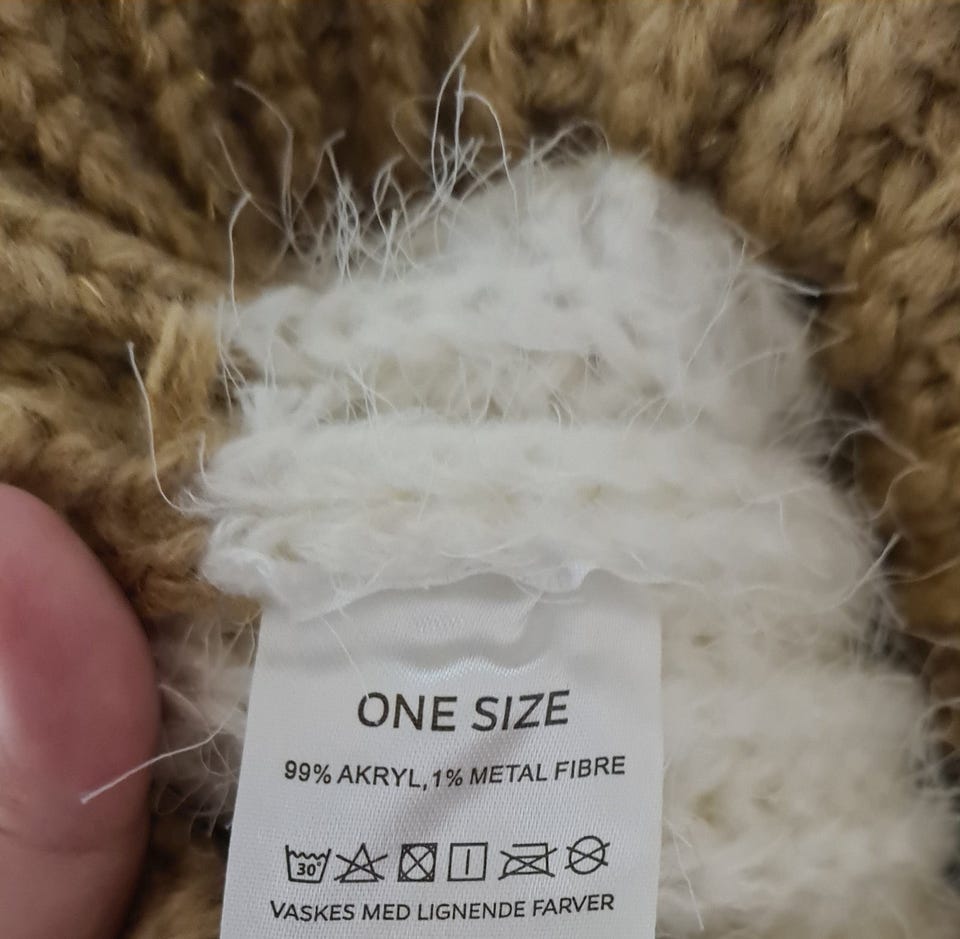 ONE SIZE
99% AKRYL, 1% METAL FIBRE
30°
VASKES MED LIGNENDE FARVER